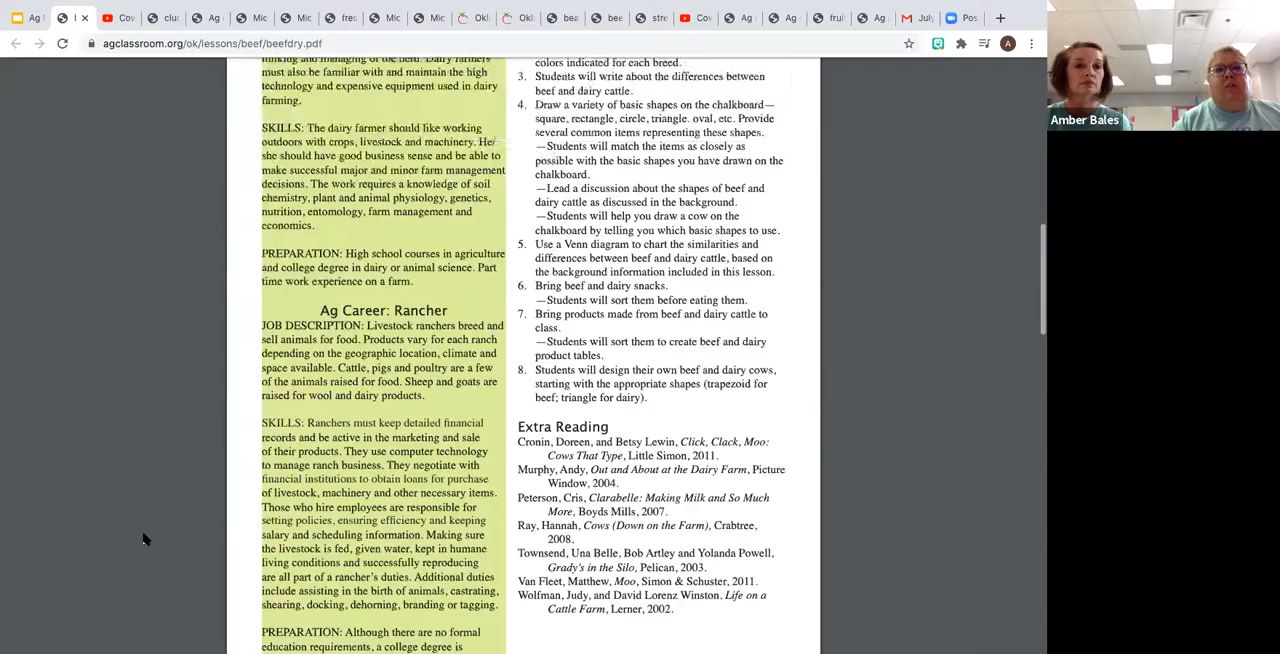 Ag
I
Cow
cluc
Ag
Mic
Mic
fres
Mic
Mic
Okl
Okl
bea
bee
stre
Cov
Ag
Ag
frui
Ag
July
Pos
agclassroom.org/ok/lessons/beef/beefdry.pdf
A
Amber Bales
thinking and managing of the herd. Dairy farmers
must also be familiar with and maintain the high
technology and expensive equipment used in dairy
farming.
SKILLS: The dairy farmer should like working
outdoors with crops, livestock and machinery. He/
she should have good business sense and be able to
make successful major and minor farm management
decisions. The work requires a knowledge of soil
chemistry, plant and animal physiology, genetics,
nutrition, entomology, farm management and
economics.
PREPARATION: High school courses in agriculture
and college degree in dairy or animal science. Part
time work experience on a farm.
Ag Career: Rancher
JOB DESCRIPTION: Livestock ranchers breed and
sell animals for food. Products vary for each ranch
depending on the geographic location, climate and
space available. Cattle, pigs and poultry are a few
of the animals raised for food. Sheep and goats are
raised for wool and dairy products.
SKILLS: Ranchers must keep detailed financial
records and be active in the marketing and sale
of their products. They use computer technology
to manage ranch business. They negotiate with
financial institutions to obtain loans for purchase
of livestock, machinery and other necessary items.
Those who hire employees are responsible for
setting policies, ensuring efficiency and keeping
salary and scheduling information. Making sure
the livestock is fed, given water, kept in humane
living conditions and successfully reproducing
are all part of a rancher's duties. Additional duties
include assisting in the birth of animals, castrating,
shearing, docking, dehorning, branding or tagging.
PREPARATION: Although there are no formal
education requirements, a college degree is
colors indicated for each breed.
3. Students will write about the differences between
beef and dairy cattle.
4. Draw a variety of basic shapes on the chalkboard—
square, rectangle, circle, triangle. oval, etc. Provide
several common items representing these shapes.
—Students will match the items as closely as
possible with the basic shapes you have drawn on the
chalkboard.
—Lead a discussion about the shapes of beef and
dairy cattle as discussed in the background.
—Students will help you draw a cow on the
chalkboard by telling you which basic shapes to use.
5. Use a Venn diagram to chart the similarities and
differences between beef and dairy cattle, based on
the background information included in this lesson.
6. Bring beef and dairy snacks.
—Students will sort them before eating them.
7. Bring products made from beef and dairy cattle to
class.
—Students will sort them to create beef and dairy
product tables.
8. Students will design their own beef and dairy cows,
starting with the appropriate shapes (trapezoid for
beef; triangle for dairy).
Extra Reading
Cronin, Doreen, and Betsy Lewin, Click, Clack, Moo:
Cows That Type, Little Simon, 2011.
Murphy, Andy, Out and About at the Dairy Farm, Picture
Window, 2004.
Peterson, Cris, Clarabelle: Making Milk and So Much
More, Boyds Mills, 2007.
Ray, Hannah, Cows (Down on the Farm), Crabtree,
2008.
Townsend, Una Belle, Bob Artley and Yolanda Powell,
Grady's in the Silo, Pelican, 2003.
Van Fleet, Matthew, Moo, Simon & Schuster, 2011.
Wolfman, Judy, and David Lorenz Winston, Life on a
Cattle Farm, Lerner, 2002.